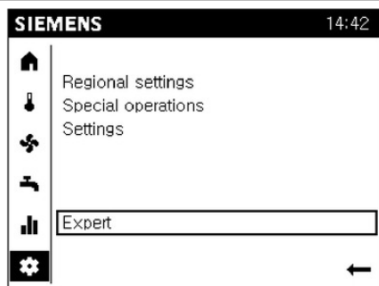 SIEMENS 14:42
Regional settings
Special operations
Settings
Expert